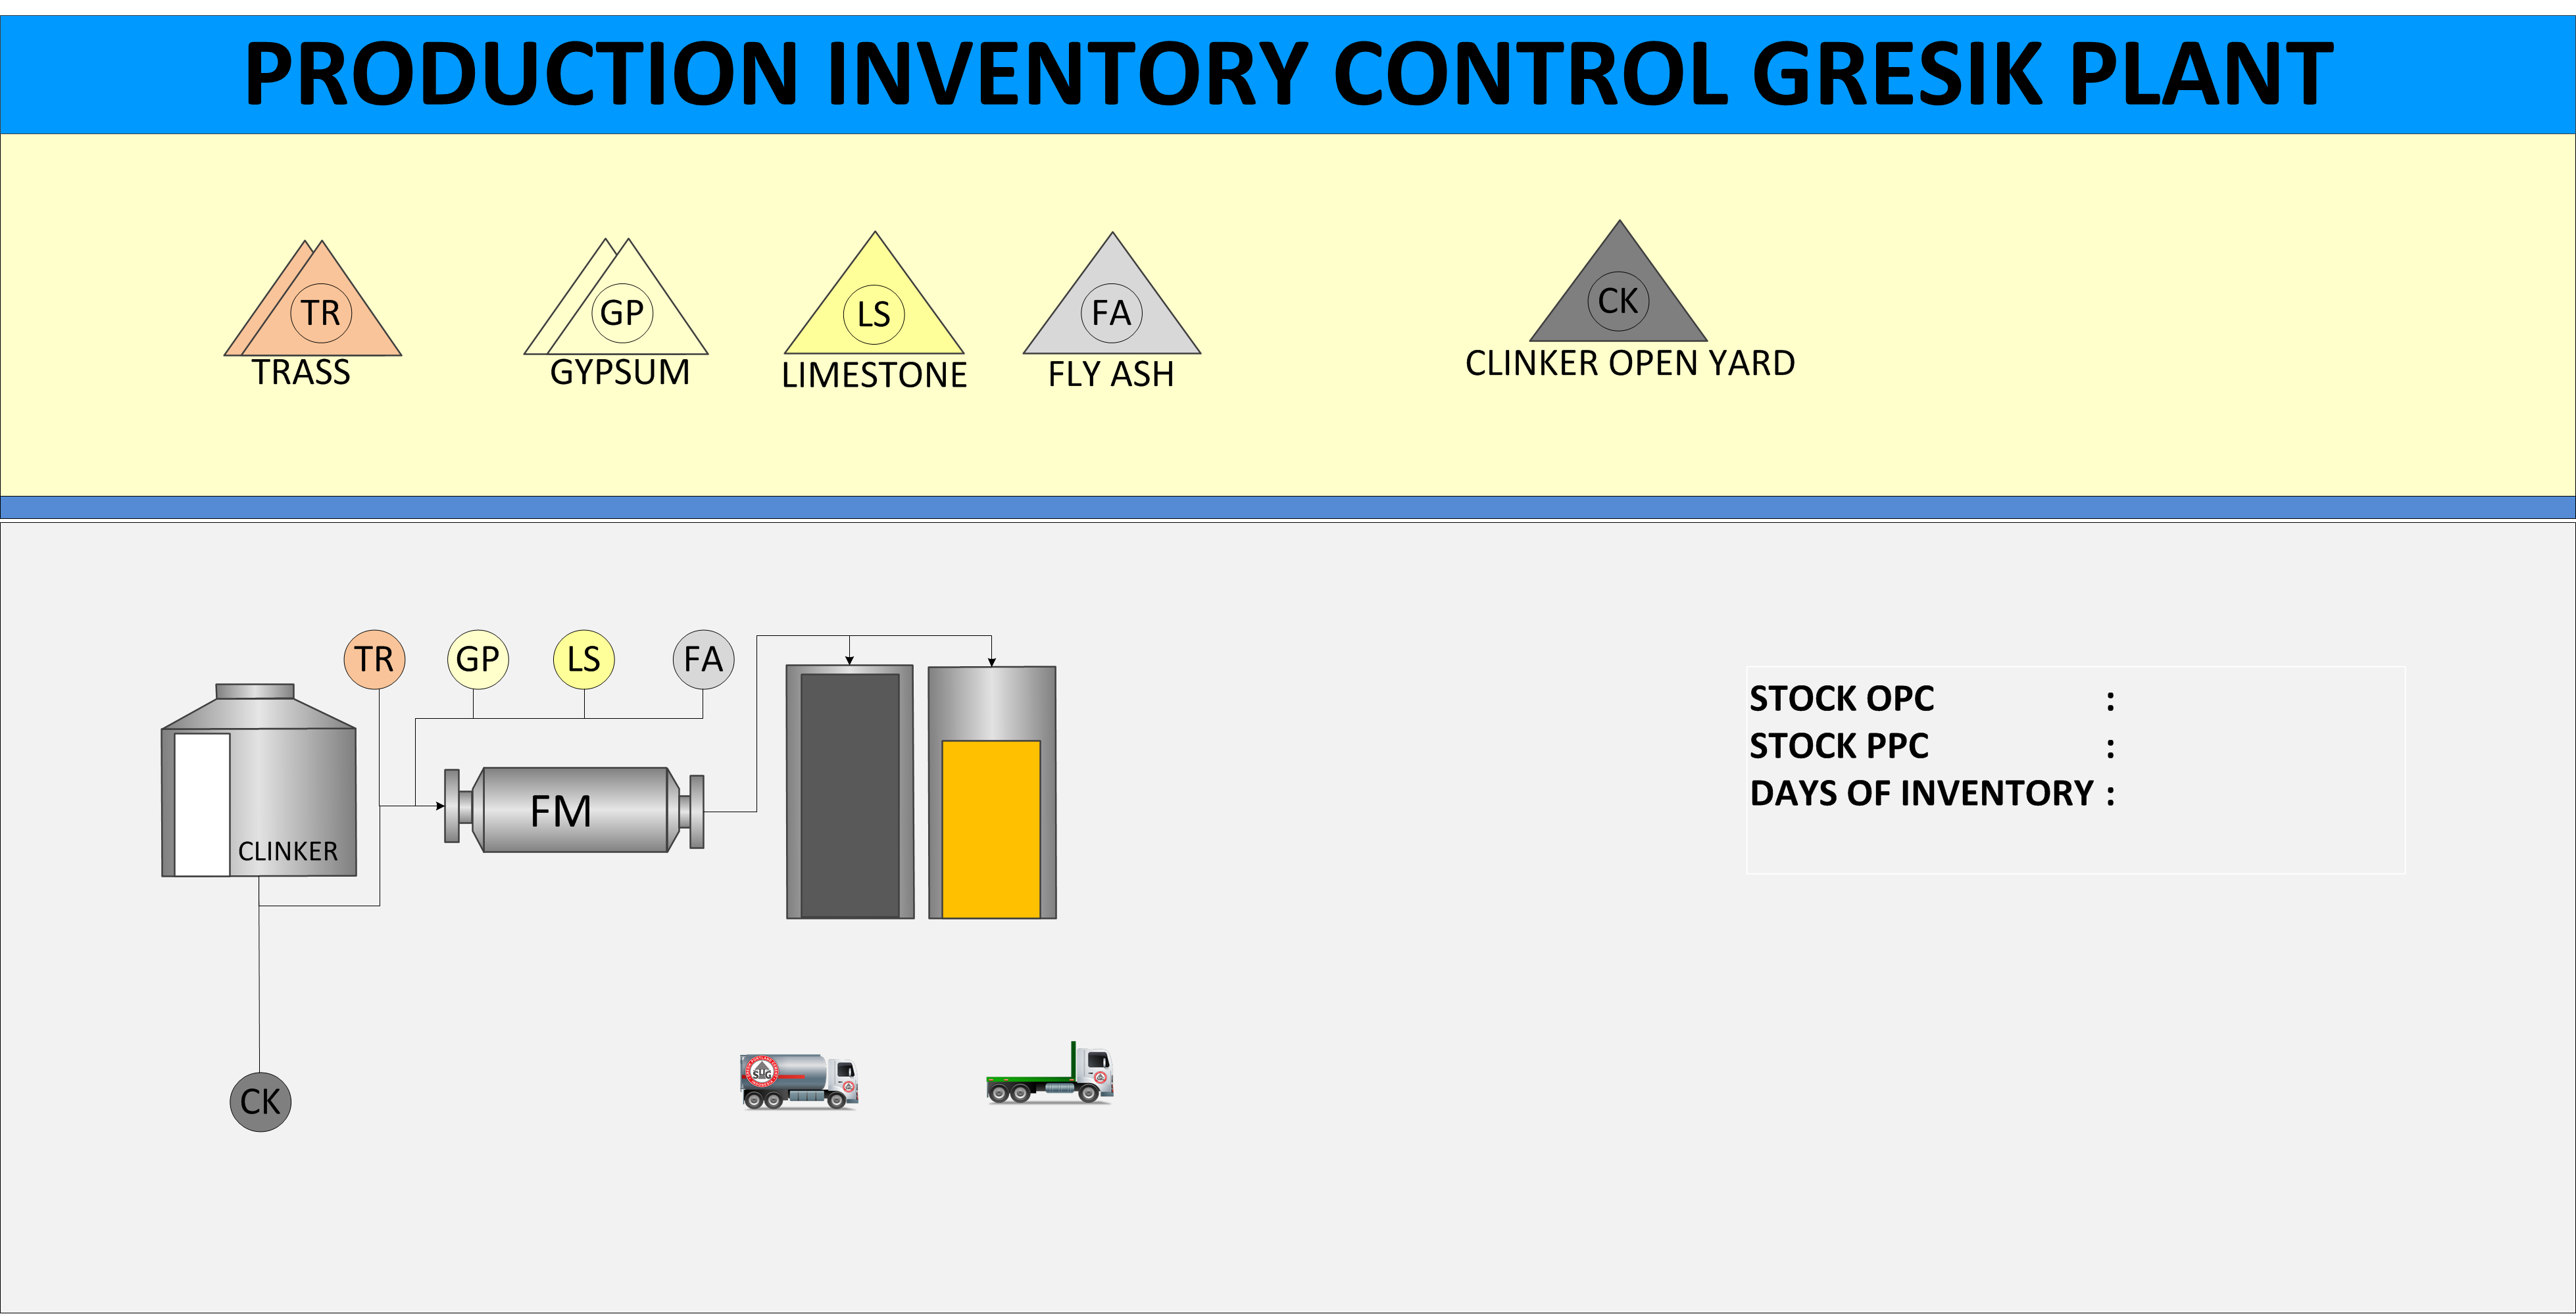 PRODUCTION INVENTORY CONTROL GRESIK PLANT
TR
GP
LS
FA
CK
TRASS
GYPSUM
LIMESTONE
FLY ASH
CLINKER OPEN YARD
TR
GP
LS
FA
FM
CLINKER
STOCK OPC :
STOCK PPC :
DAYS OF INVENTORY :
CK